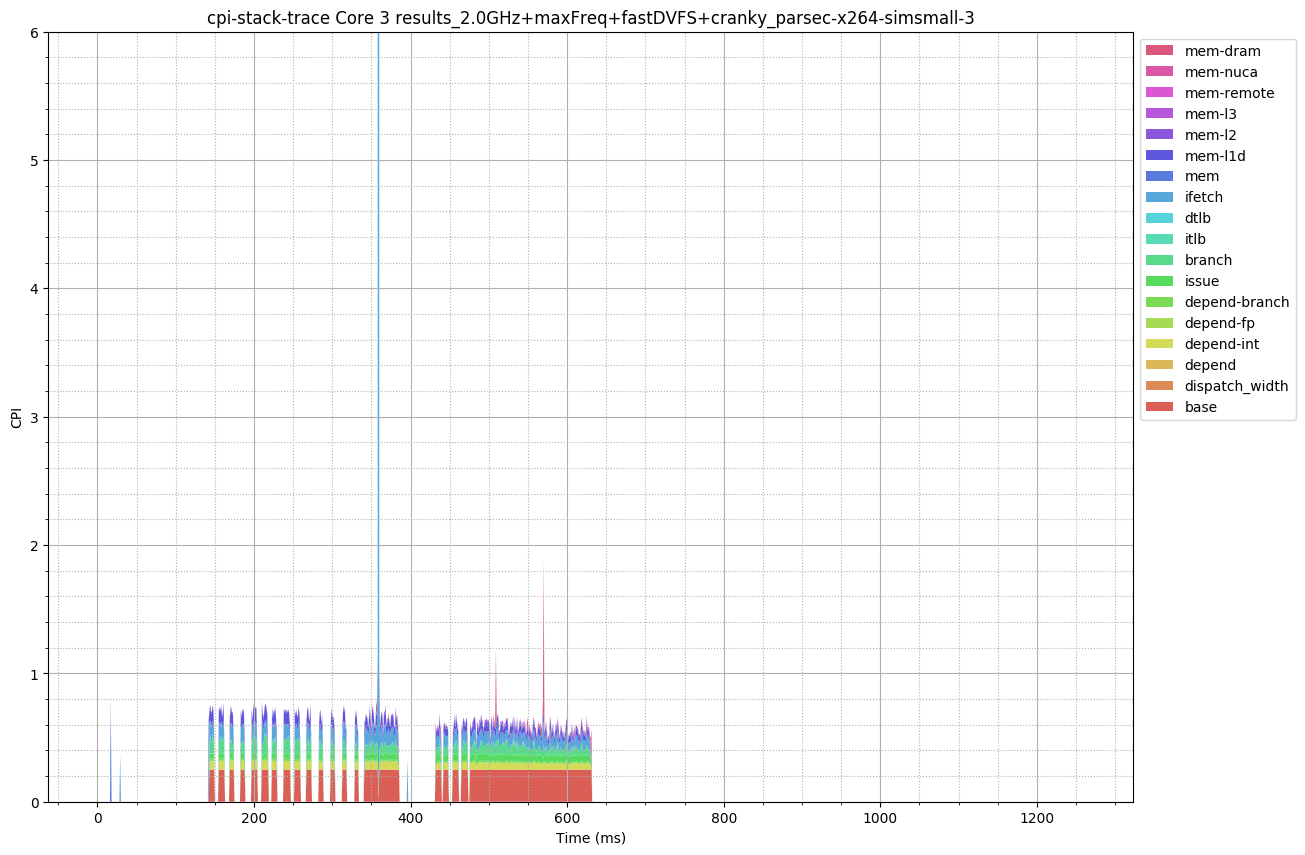 cpi-stack-trace Core 3 results_2.0GHz+maxFreq+fastDVFS+cranky_parsec-x264-simsmall-3
6
5
4
3
2
1
0
CPI
0
200
400
600
800
1000
1200
Time (ms)
mem-dram
mem-nuca
mem-remote
mem-l3
mem-l2
mem-l1d
mem
ifetch
dtlb
itlb
branch
issue
depend-branch
depend-fp
depend-int
depend
dispatch_width
base